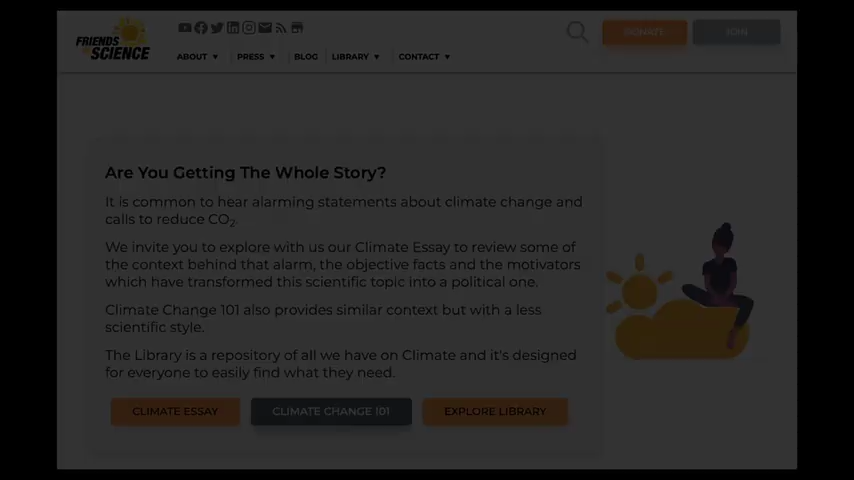 FRIENDS
OF SCIENCE
DONATE
JOIN
ABOUT ▼
PRESS ▼
BLOG
LIBRARY ▼
CONTACT ▼
Are You Getting The Whole Story?
It is common to hear alarming statements about climate change and
calls to reduce CO₂.
We invite you to explore with us our Climate Essay to review some of
the context behind that alarm, the objective facts and the motivators
which have transformed this scientific topic into a political one.
Climate Change 101 also provides similar context but with a less
scientific style.
The Library is a repository of all we have on Climate and it's designed
for everyone to easily find what they need.
CLIMATE ESSAY
CLIMATE CHANGE 101
EXPLORE LIBRARY